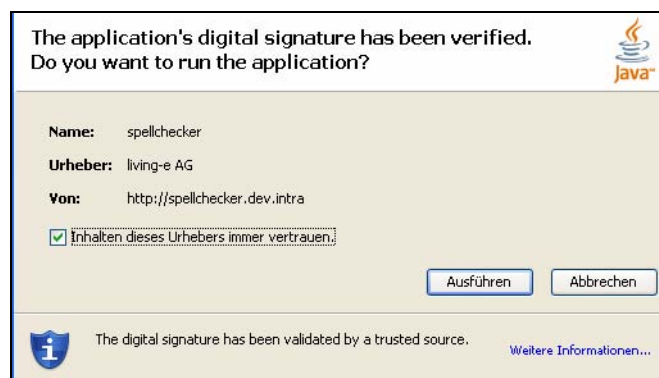 The application's digital signature has been verified.
Do you want to run the application?
Java™
Name: spellchecker
Urheber: living-e AG
Von: http://spellchecker.dev.intra
Inhalten dieses Urhebers immer vertrauen.
Ausführen Abbrechen
The digital signature has been validated by a trusted source.
Weitere Informationen...